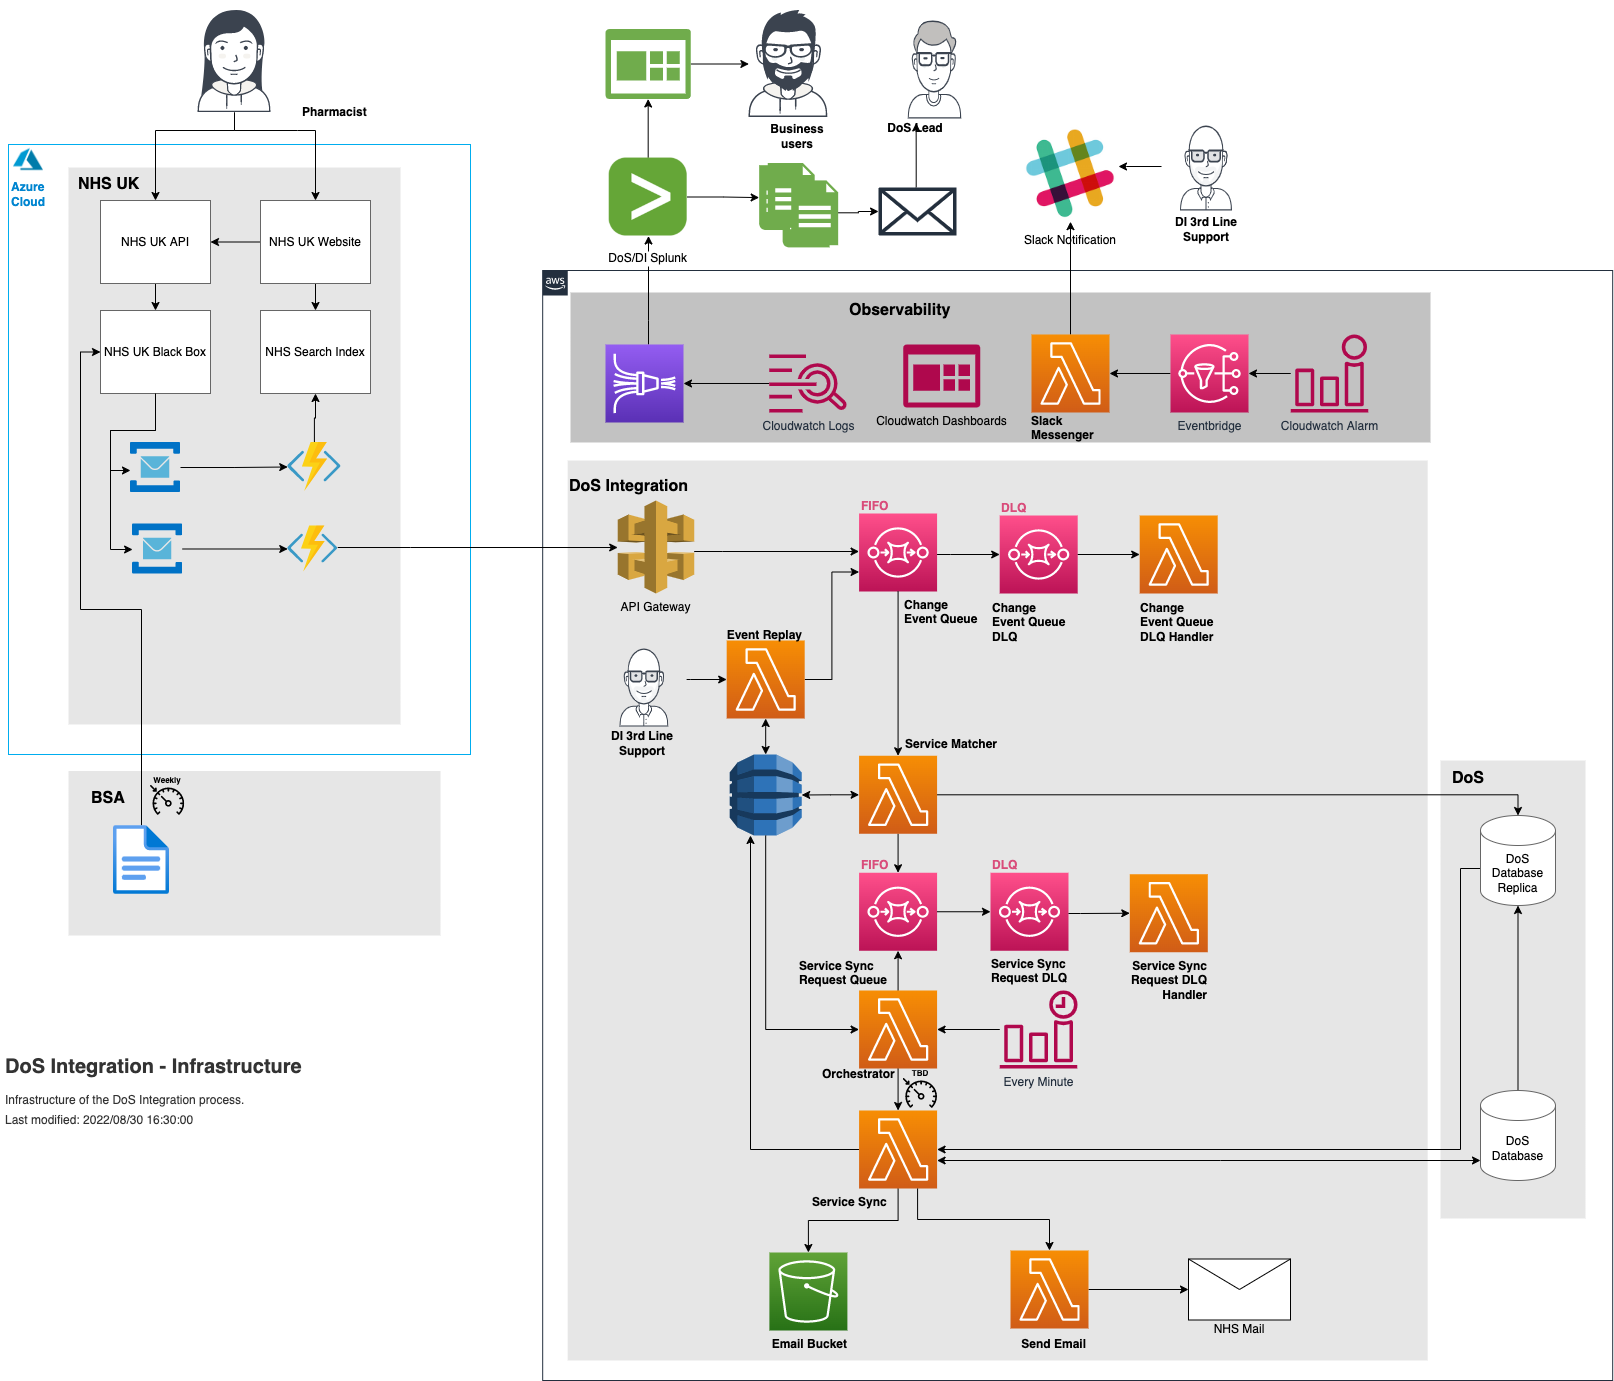 Pharmacist
Azure
Cloud
NHS UK
NHS UK API
NHS UK Website
NHS UK Black Box
NHS Search Index
BSA
Weekly
DoS Integration - Infrastructure
Infrastructure of the DoS Integration process.
Last modified: 2022/08/30 16:30:00
Business
users
DoS Lead
DoS/DI Splunk
Slack Notification
DI 3rd Line
Support
aws
Observability
Cloudwatch Logs
Cloudwatch Dashboards
Slack
Messenger
Eventbridge
Cloudwatch Alarm
DoS Integration
API Gateway
FIFO
Change
Event Queue
DLQ
Change
Event Queue
DLQ
Change
Event Queue
DLQ Handler
Event Replay
DI 3rd Line
Support
Service Matcher
FIFO
Service Sync
Request Queue
DLQ
Service Sync
Request DLQ
Service Sync
Request DLQ
Handler
Orchestrator
TBD
Every Minute
Service Sync
Email Bucket
Send Email
NHS Mail
DoS
DoS
Database
Replica
DoS
Database